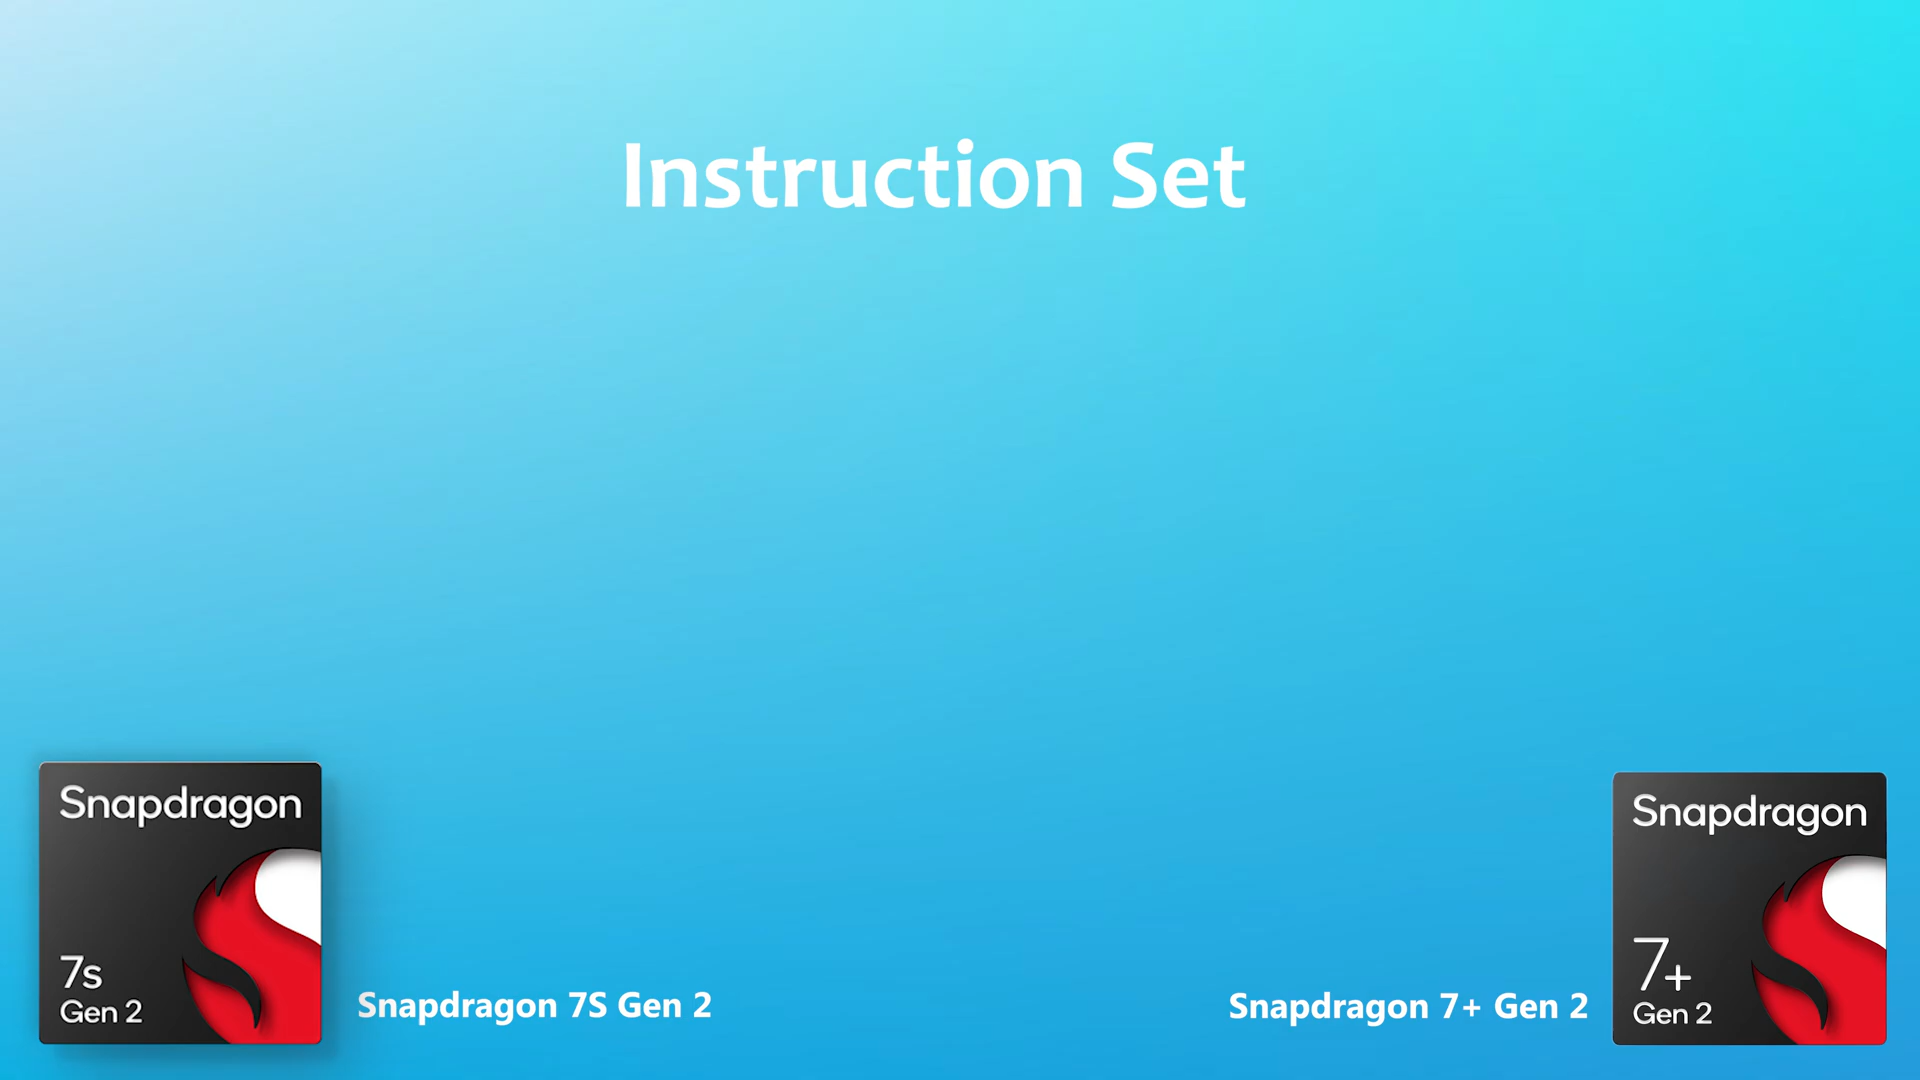 Instruction Set
Snapdragon
7s
Gen 2
Snapdragon 7S Gen 2
Snapdragon 7+ Gen 2
Snapdragon
7+
Gen 2